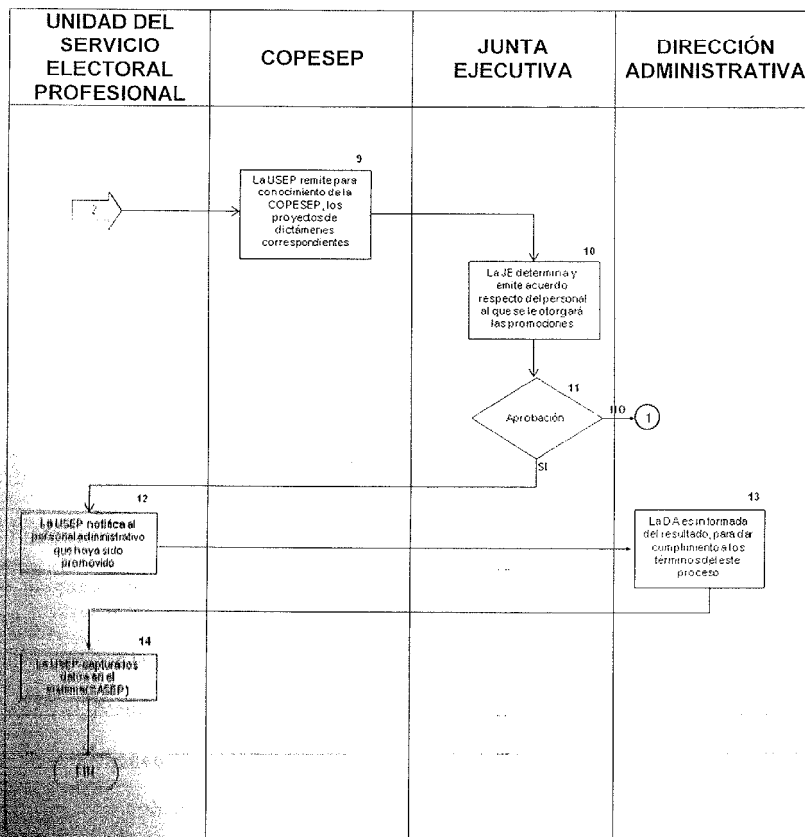 UNIDAD DEL
SERVICIO
ELECTORAL
PROFESIONAL
COPESEP
JUNTA
EJECUTIVA
DIRECCIÓN
ADMINISTRATIVA
2
9
La USEP remite para
conocimiento de la
COPESEP, los
proyectos de
dictámenes
correspondientes
10
La JE determina y
emite acuerdo
respecto del personal
al que se le otorgará
las promociones
11
Aprobación
NO
1
SI
12
La USEP notifica al
personal administrativo
que haya sido
promovido
13
La DA es informada
del resultado, para dar
cumplimiento a los
términos del este
proceso
14
La USEP captura los
datos en el
sistema(SASEP)
FIN